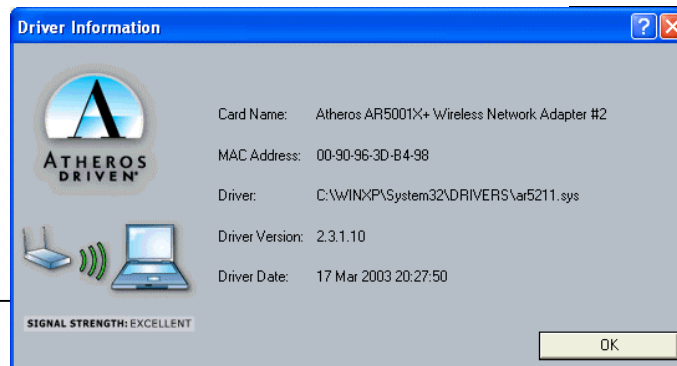 Driver Information
Card Name: Atheros AR5001X+ Wireless Network Adapter #2
MAC Address: 00-90-96-3D-B4-98
Driver: C:\WINXP\System32\DRIVERS\ar5211.sys
Driver Version: 2.3.1.10
Driver Date: 17 Mar 2003 20:27:50
A
ATHEROS
DRIVEN
SIGNAL STRENGTH: EXCELLENT
OK